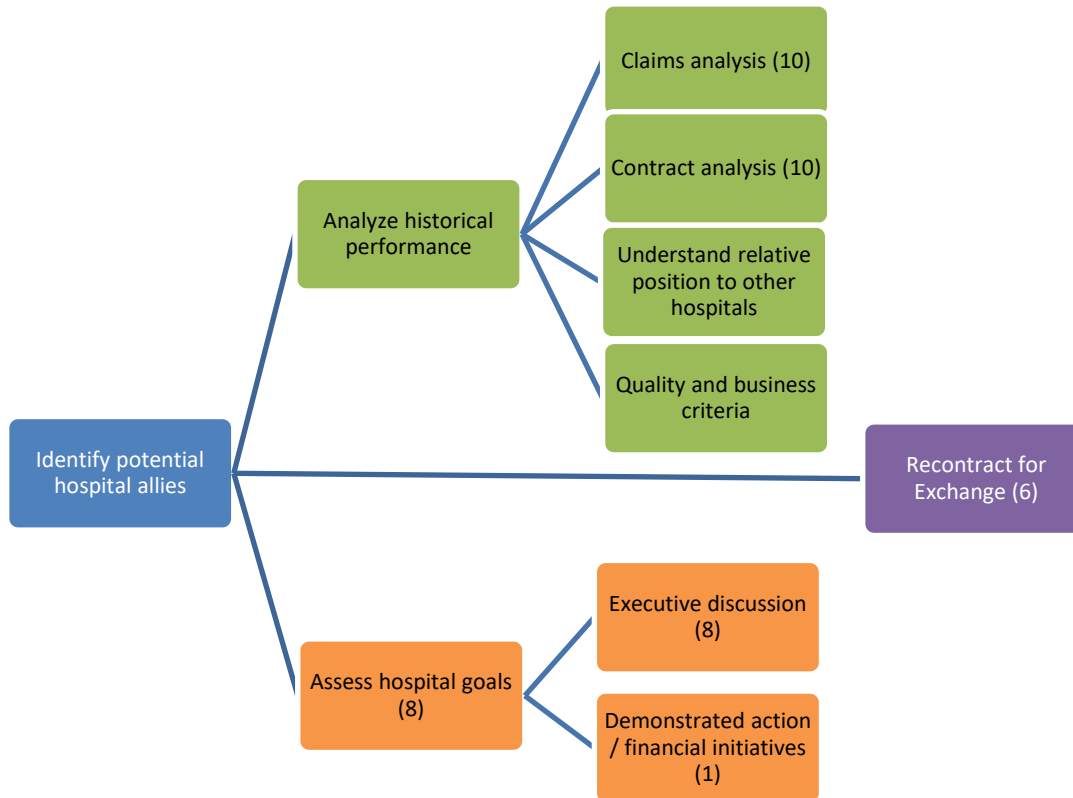 Claims analysis (10)
Contract analysis (10)
Analyze historical
performance
Understand relative
position to other
hospitals
Quality and business
criteria
Identify potential
hospital allies
Recontract for
Exchange (6)
Executive discussion
(8)
Assess hospital goals
(8)
Demonstrated action
/ financial initiatives
(1)